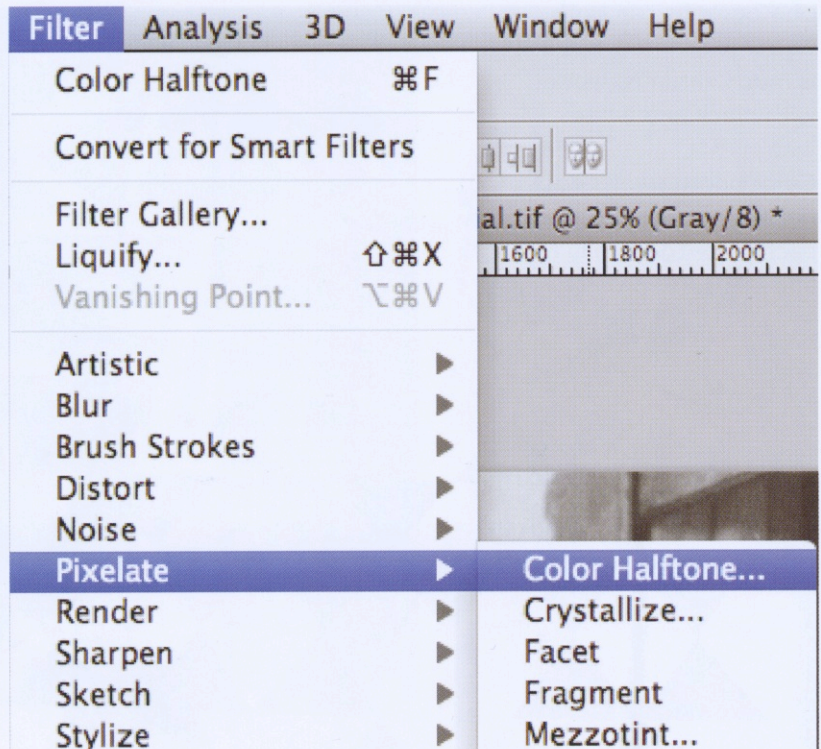 Filter Analysis 3D View Window Help
Color Halftone ⌘F
Convert for Smart Filters
Filter Gallery...
Liquify... ⇧⌘X
Vanishing Point... ⌥⌘V
al.tif @ 25% (Gray/8) *
1600 1800 2000
Artistic
Blur
Brush Strokes
Distort
Noise
Pixelate
Render
Sharpen
Sketch
Stylize
Color Halftone...
Crystallize...
Facet
Fragment
Mezzotint...